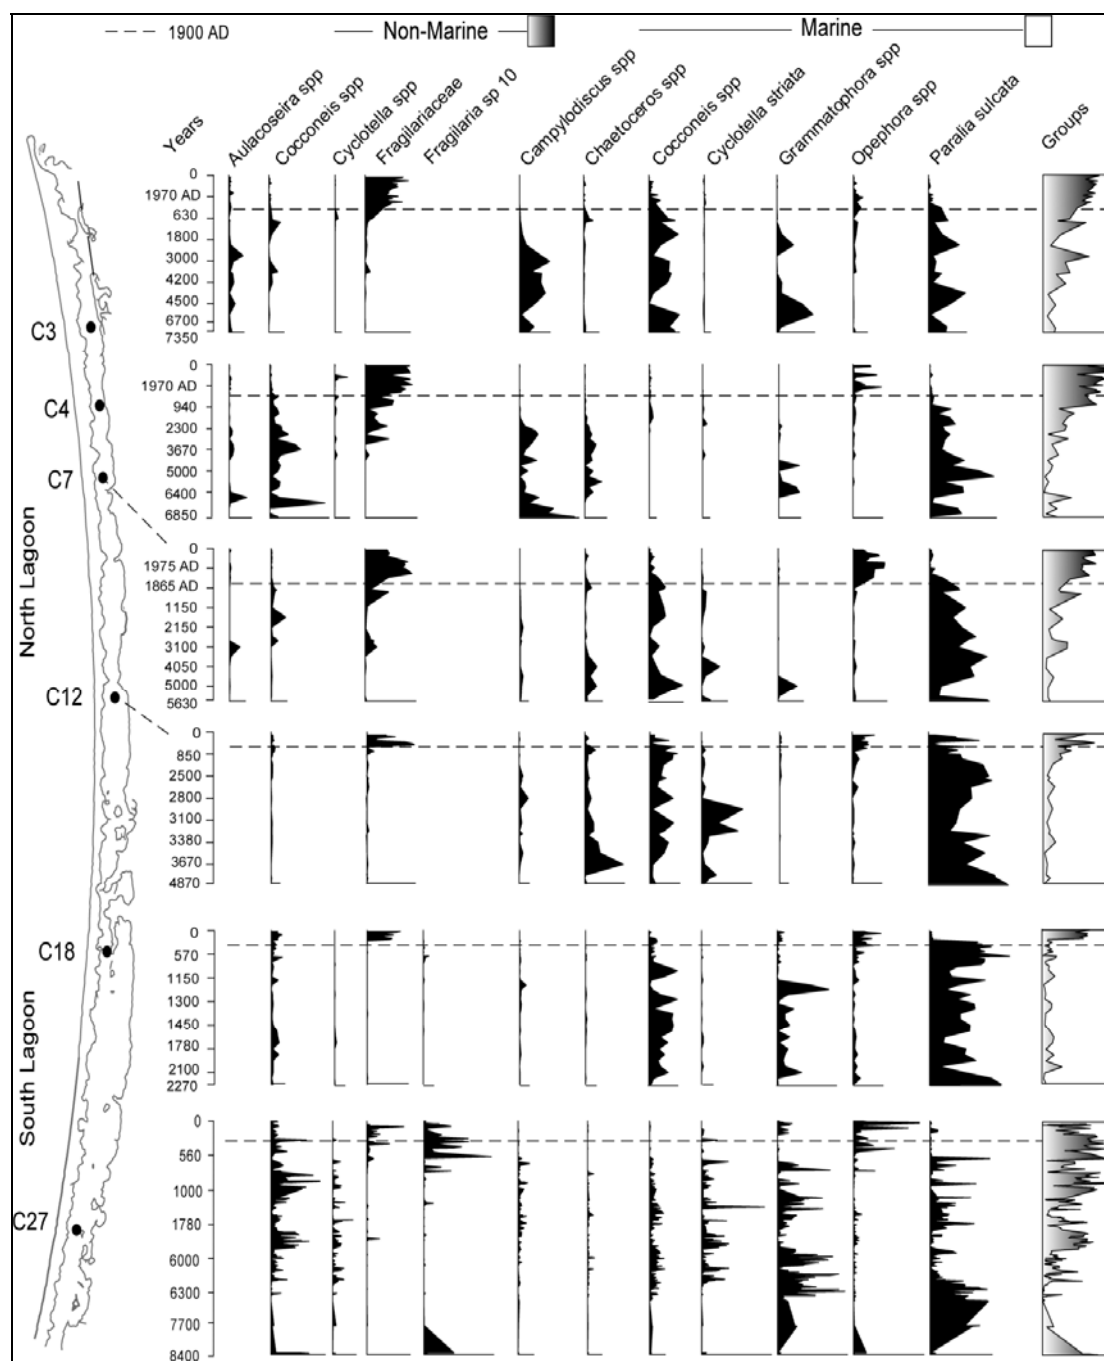 1900 AD
Non-Marine
Marine
Years
Aulacoseira spp
Cocconeis spp
Cyclotella spp
Fragilariaceae
Fragilaria sp 10
Campylodiscus spp
Chaetoceros spp
Cocconeis spp
Cyclotella striata
Grammatophora spp
Opephora spp
Paralia sulcata
Groups
North Lagoon
South Lagoon
C3
C4
C7
C12
C18
C27
0
1970 AD
630
1800
3000
4200
4500
6700
7350
0
1970 AD
940
2300
3670
5000
6400
6850
0
1975 AD
1865 AD
1150
2150
3100
4050
5000
5630
0
850
2500
2800
3100
3380
3670
4870
0
570
1150
1300
1450
1780
2100
2270
0
560
1000
1780
6000
6300
7700
8400